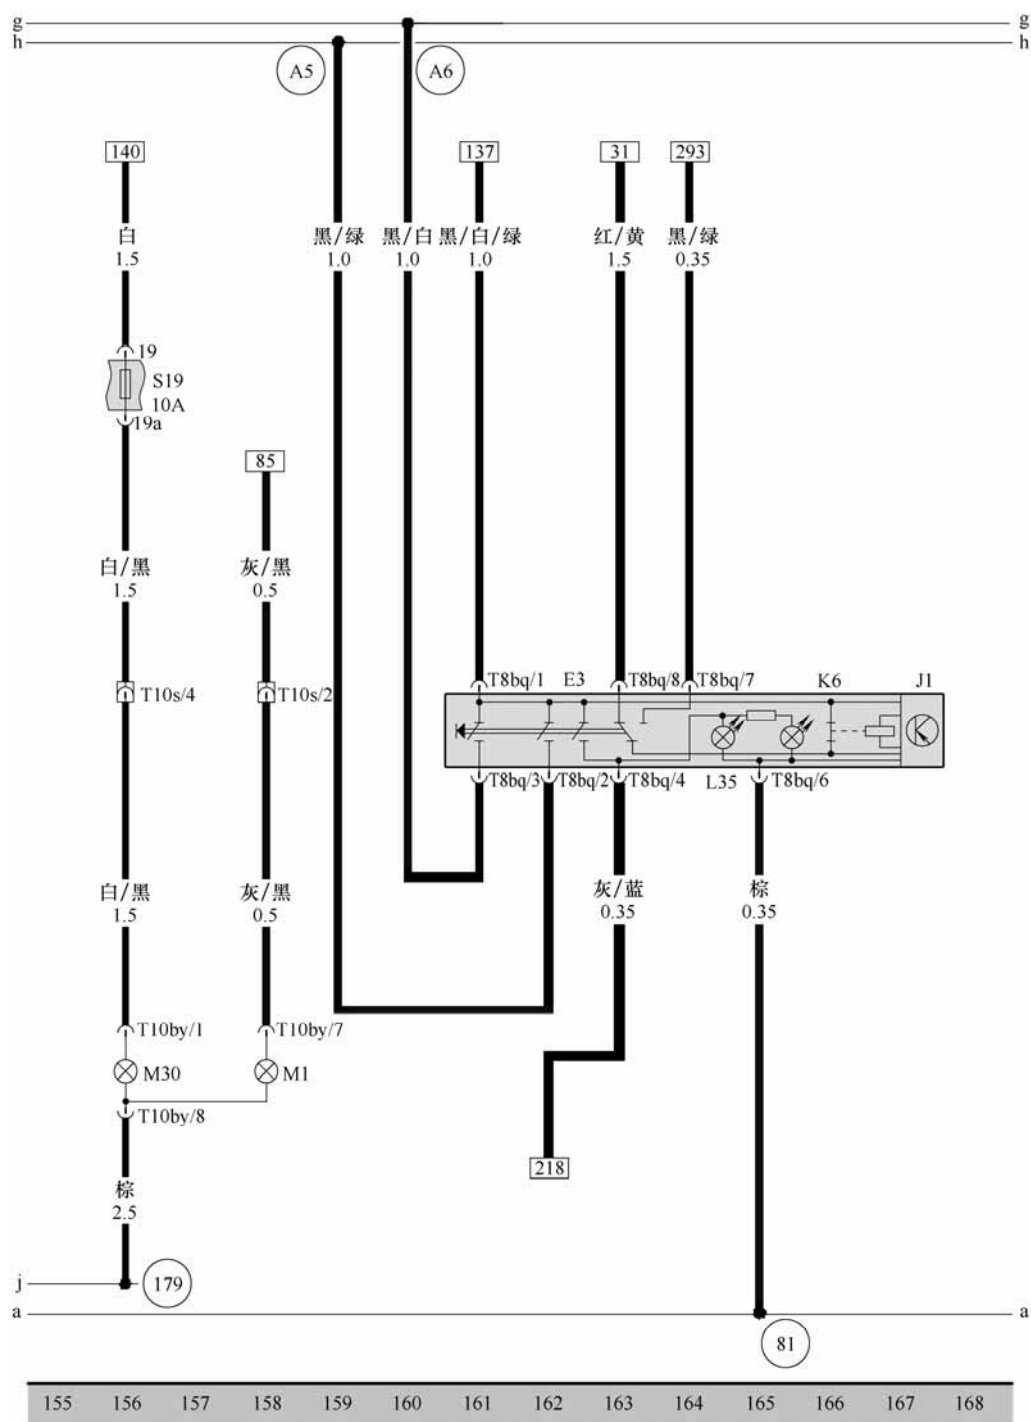 g g
h h
A5 A6
140 137 31 293
白 黑/绿 黑/白 黑/白/绿 红/黄 黑/绿
1.5 1.0 1.0 1.0 1.5 0.35
19
S19
10A
19a
85
白/黑 灰/黑
1.5 0.5
T8bq/1 E3 T8bq/8 T8bq/7 K6 J1
T10s/4 T10s/2
T8bq/3 T8bq/2 T8bq/4 L35 T8bq/6
白/黑 灰/黑 灰/蓝 棕
1.5 0.5 0.35 0.35
T10by/1 T10by/7
M30 M1
T10by/8
218
棕
2.5
j 179
a a
81
155 156 157 158 159 160 161 162 163 164 165 166 167 168